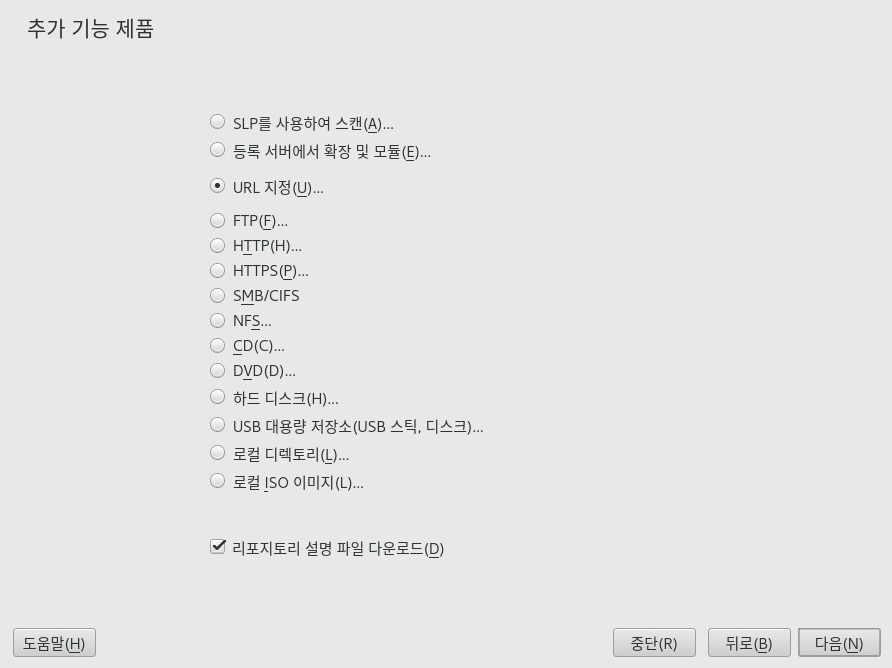 추가 기능 제품
SLP를 사용하여 스캔(A)...
등록 서버에서 확장 및 모듈(E)...
URL 지정(U)...
FTP(F)...
HTTP(H)...
HTTPS(P)...
SMB/CIFS
NFS...
CD(C)...
DVD(D)...
하드 디스크(H)...
USB 대용량 저장소(USB 스틱, 디스크)...
로컬 디렉토리(L)...
로컬 ISO 이미지(L)...
리포지토리 설명 파일 다운로드(D)
도움말(H) 중단(R) 뒤로(B) 다음(N)